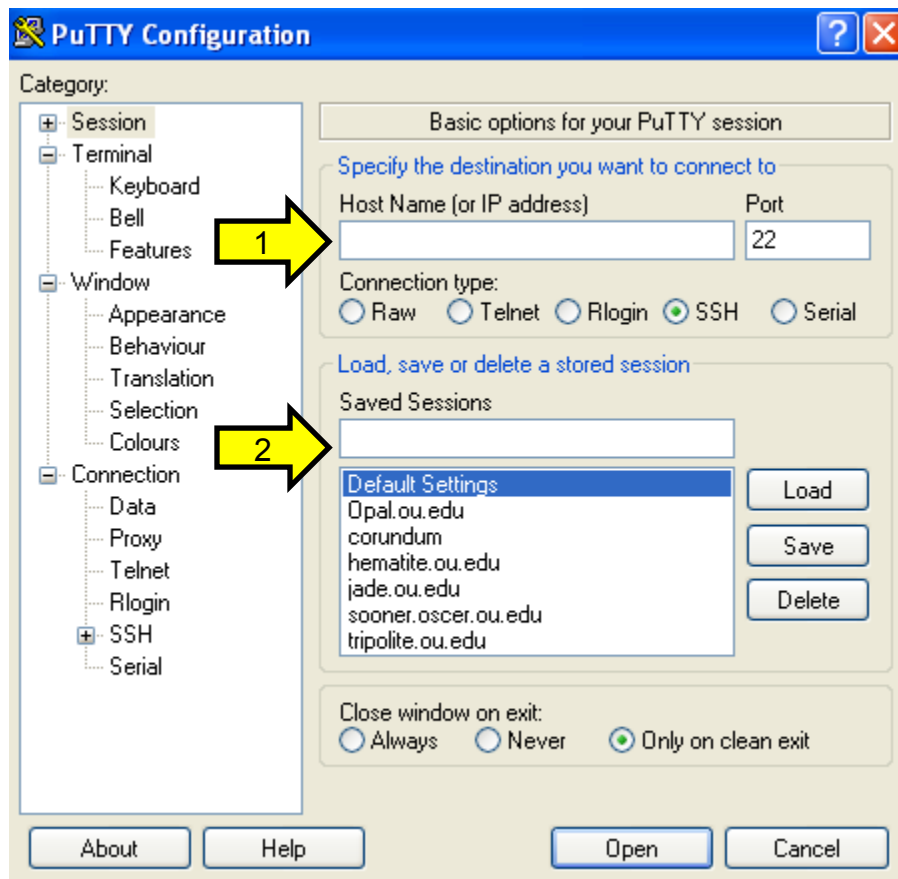 PuTTY Configuration
Category:
Session
Terminal
Keyboard
Bell
Features
Window
Appearance
Behaviour
Translation
Selection
Colours
Connection
Data
Proxy
Telnet
Rlogin
SSH
Serial
Basic options for your PuTTY session
Specify the destination you want to connect to
Host Name (or IP address) Port
1
22
Connection type:
Raw Telnet Rlogin SSH Serial
Load, save or delete a stored session
Saved Sessions
2
Default Settings
Opal.ou.edu
corundum
hematite.ou.edu
jade.ou.edu
sooner.oscer.ou.edu
tripolite.ou.edu
Load
Save
Delete
Close window on exit:
Always Never Only on clean exit
About Help Open Cancel